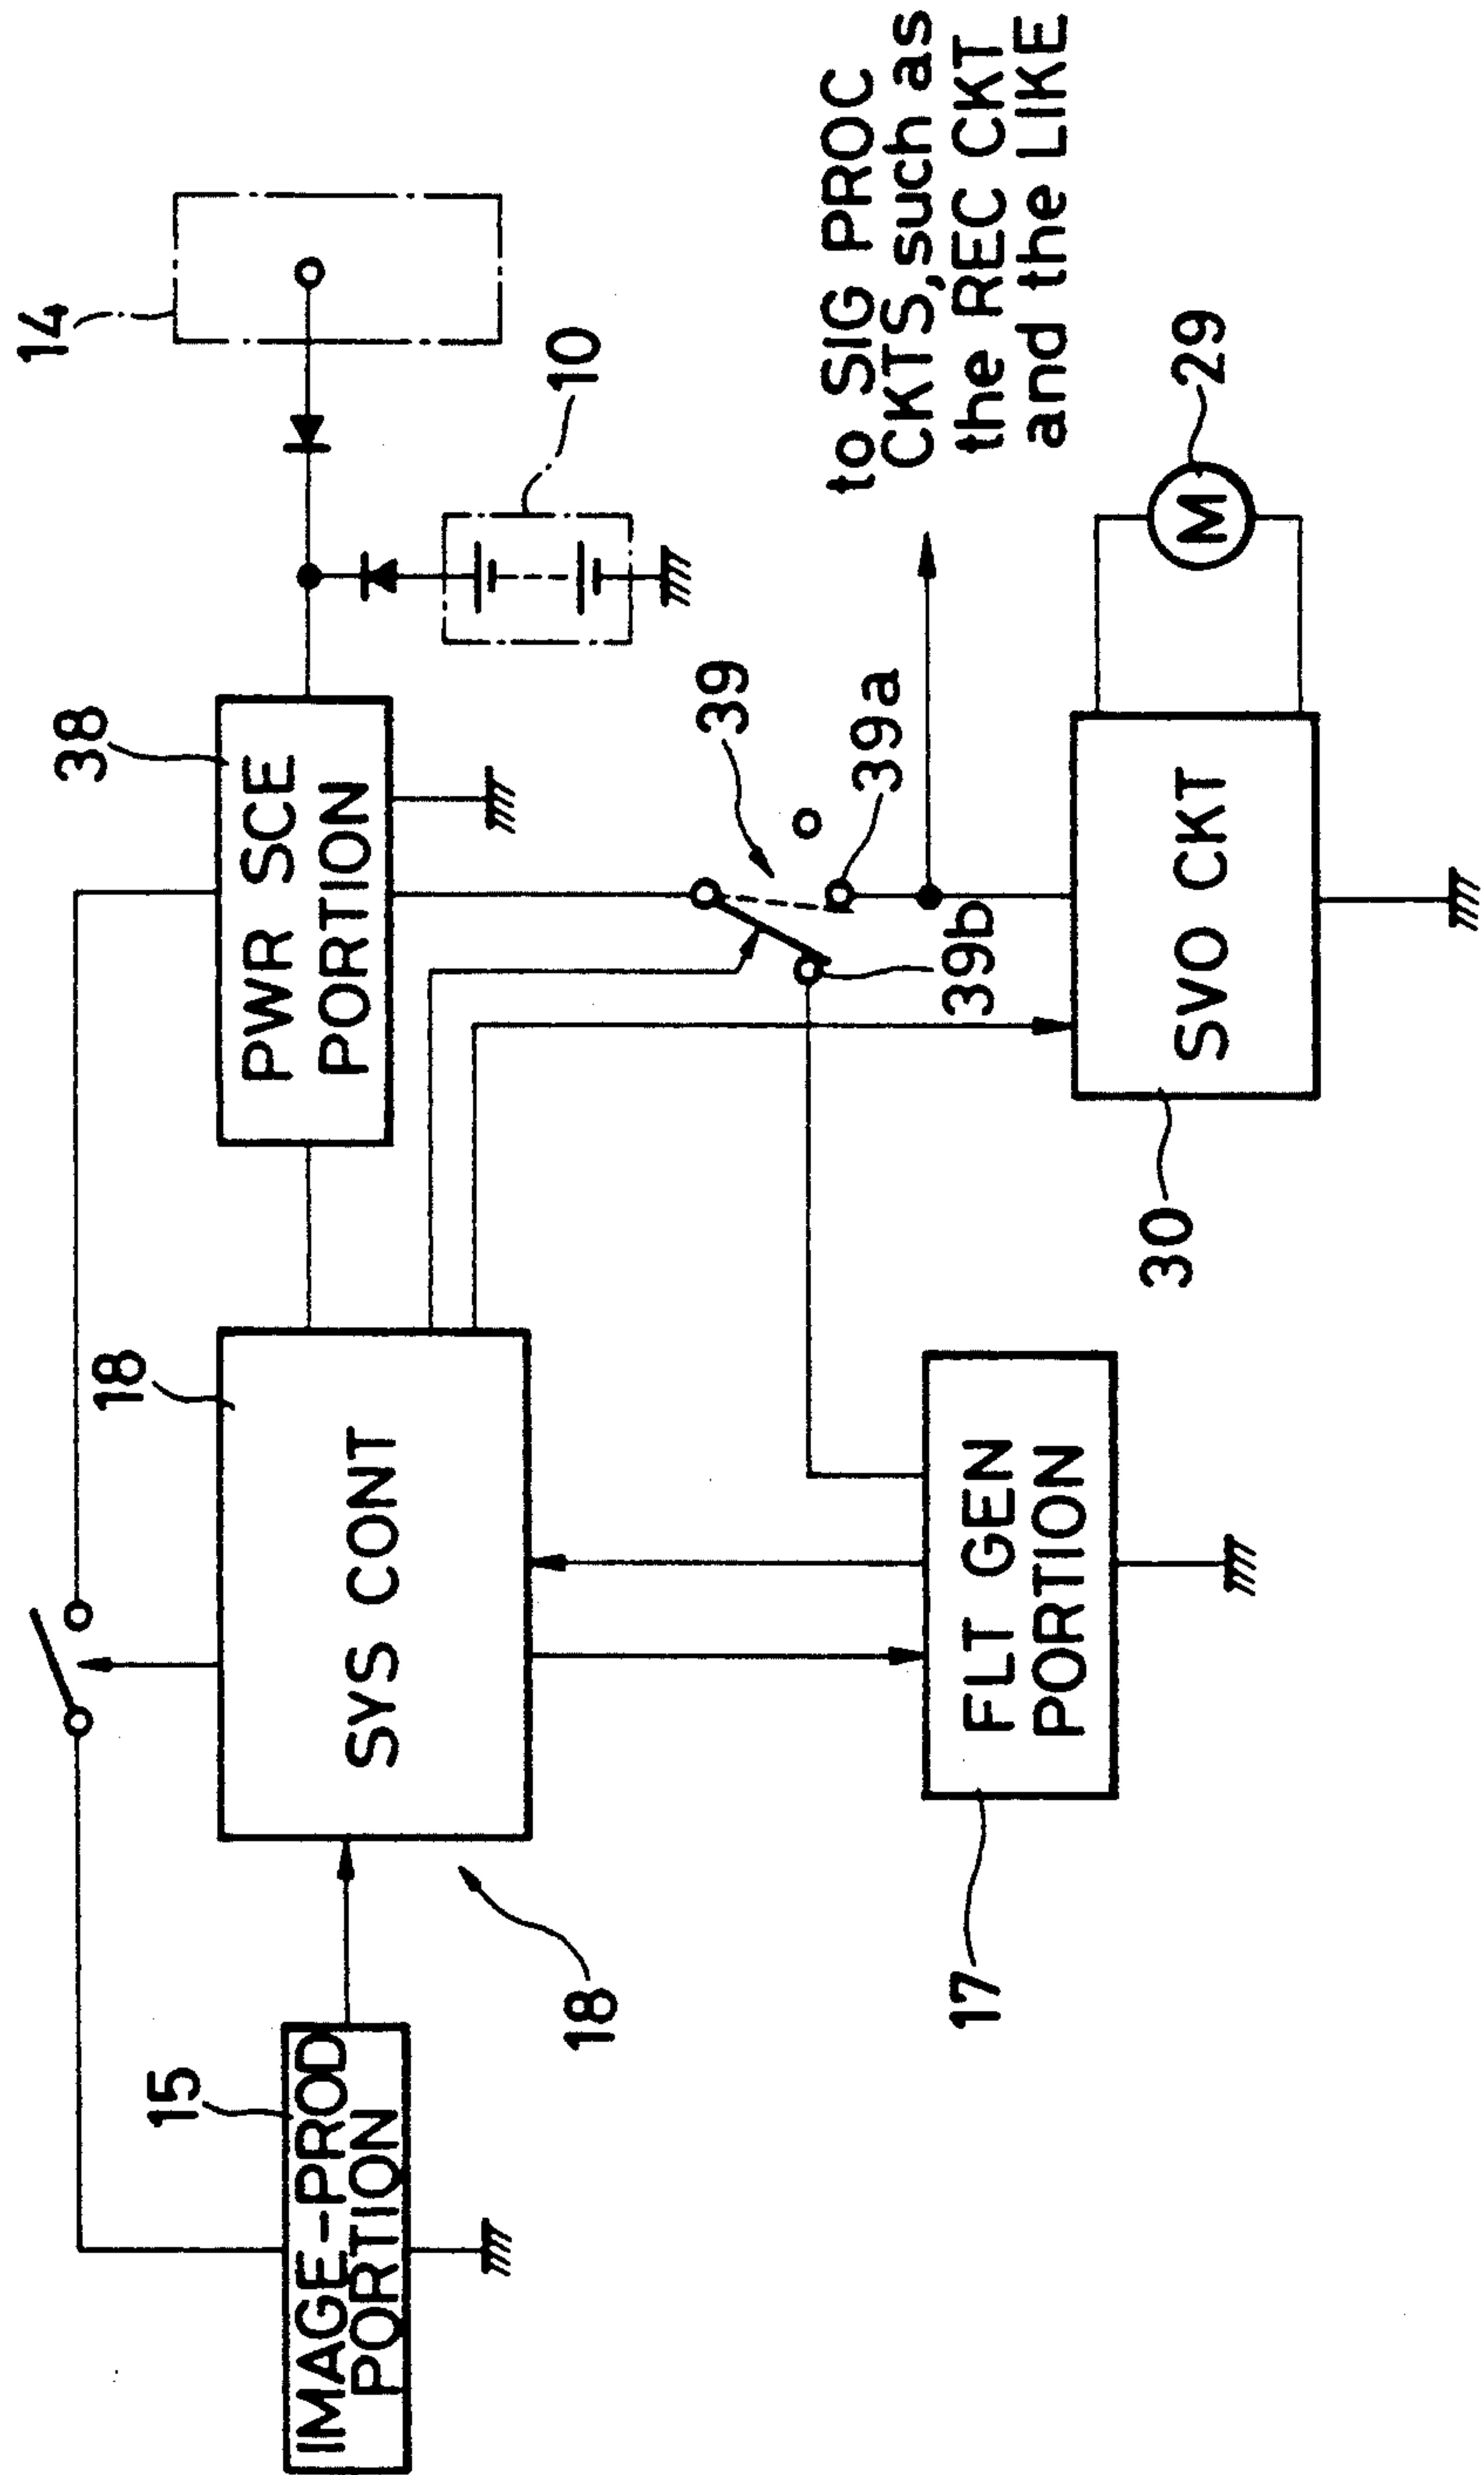 14
10
38
PWR SCE
PORTION
18
SYS CONT
15
IMAGE-PROD
PORTION
18
39
39a
39b
to SIG PROC
CKTS, such as
the REC CKT
and the LIKE
17
FLT GEN
PORTION
30
SVO CKT
M
29